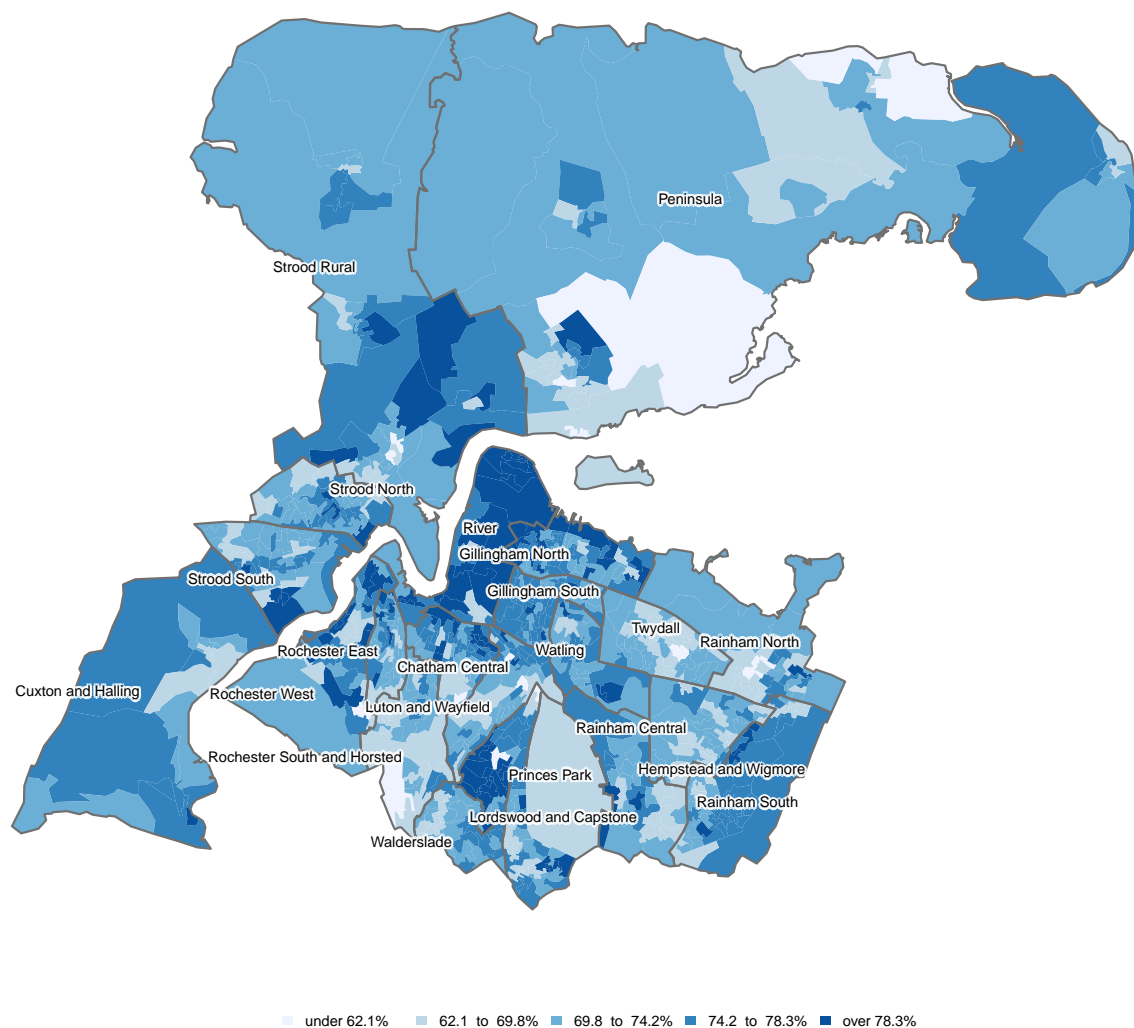 Peninsula
Strood Rural
Strood North
River
Gillingham North
Strood South
Gillingham South
Twydall
Rainham North
Rochester East
Watling
Chatham Central
Cuxton and Halling
Rochester West
Luton and Wayfield
Rainham Central
Rochester South and Horsted
Hempstead and Wigmore
Princes Park
Rainham South
Lordswood and Capstone
Walderslade
under 62.1% 62.1 to 69.8% 69.8 to 74.2% 74.2 to 78.3% over 78.3%